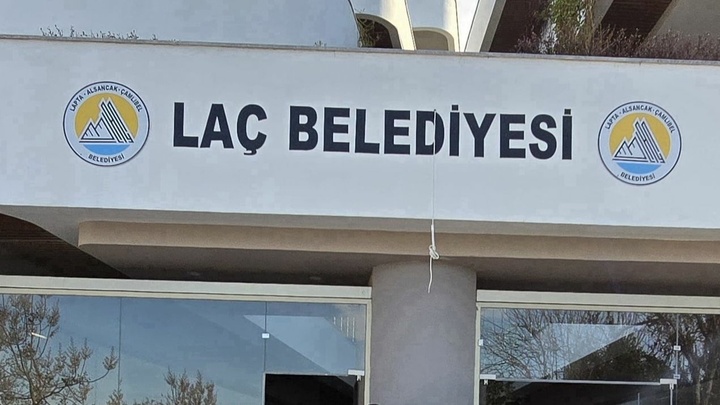 LAPTA - ALSANCAK - ÇAMLIBEL
BELEDİYESİ
LAÇ BELEDİYESİ
LAPTA - ALSANCAK - ÇAMLIBEL
BELEDİYESİ